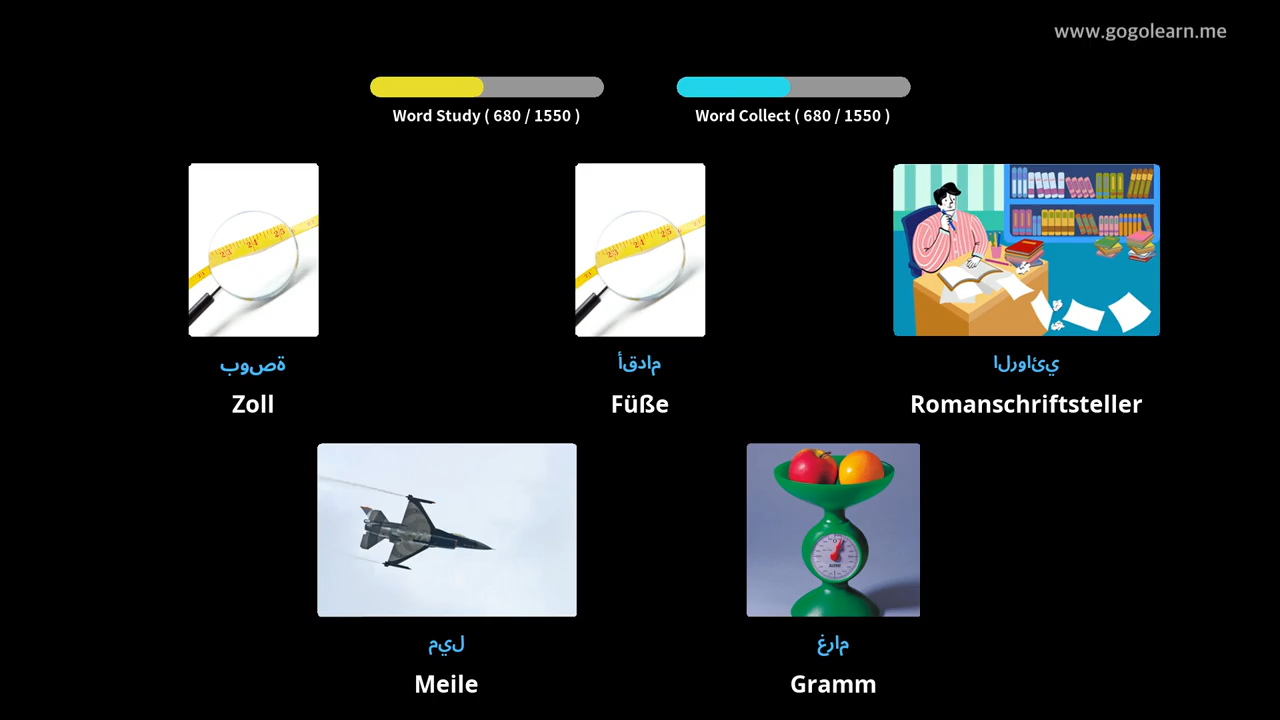 www.gogolearn.me
Word Study ( 680 / 1550 )
Word Collect ( 680 / 1550 )
بوصة
Zoll
أقدام
Füße
الروائي
Romanschriftsteller
ميل
Meile
غرام
Gramm